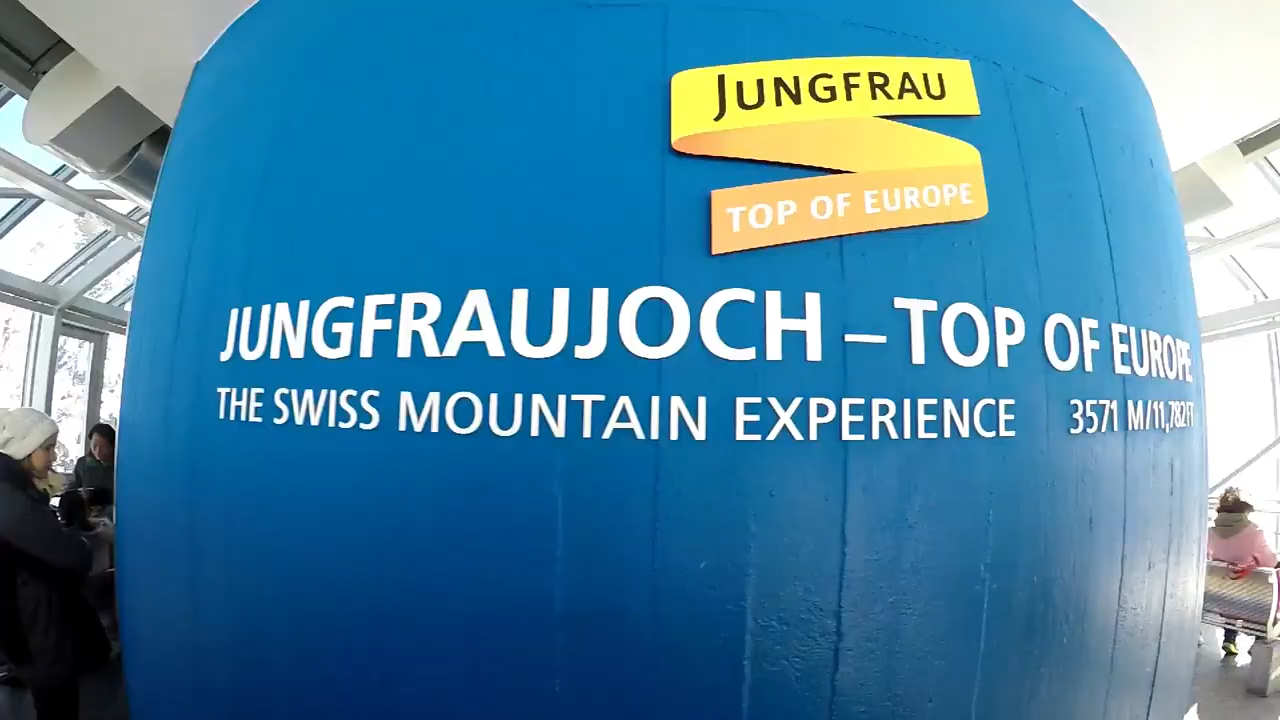 JUNGFRAU
TOP OF EUROPE
JUNGFRAUJOCH – TOP OF EUROPE
THE SWISS MOUNTAIN EXPERIENCE 3571 M/11,782FT